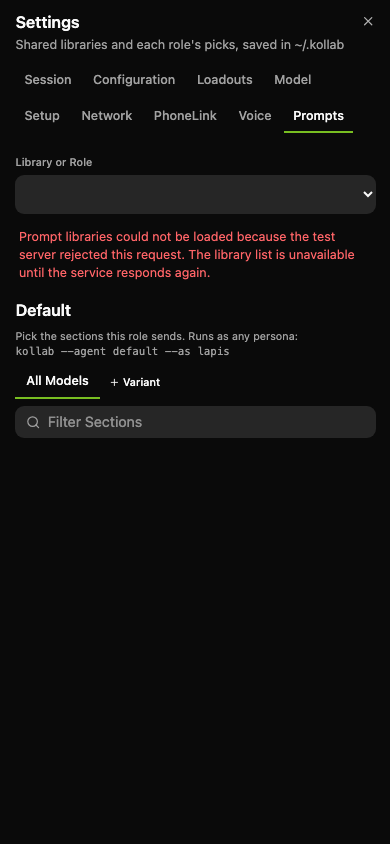 Settings
Shared libraries and each role's picks, saved in ~/.kollab
Session Configuration Loadouts Model
Setup Network PhoneLink Voice Prompts
Library or Role
Prompt libraries could not be loaded because the test
server rejected this request. The library list is unavailable
until the service responds again.
Default
Pick the sections this role sends. Runs as any persona:
kollab --agent default --as lapis
All Models + Variant
Filter Sections